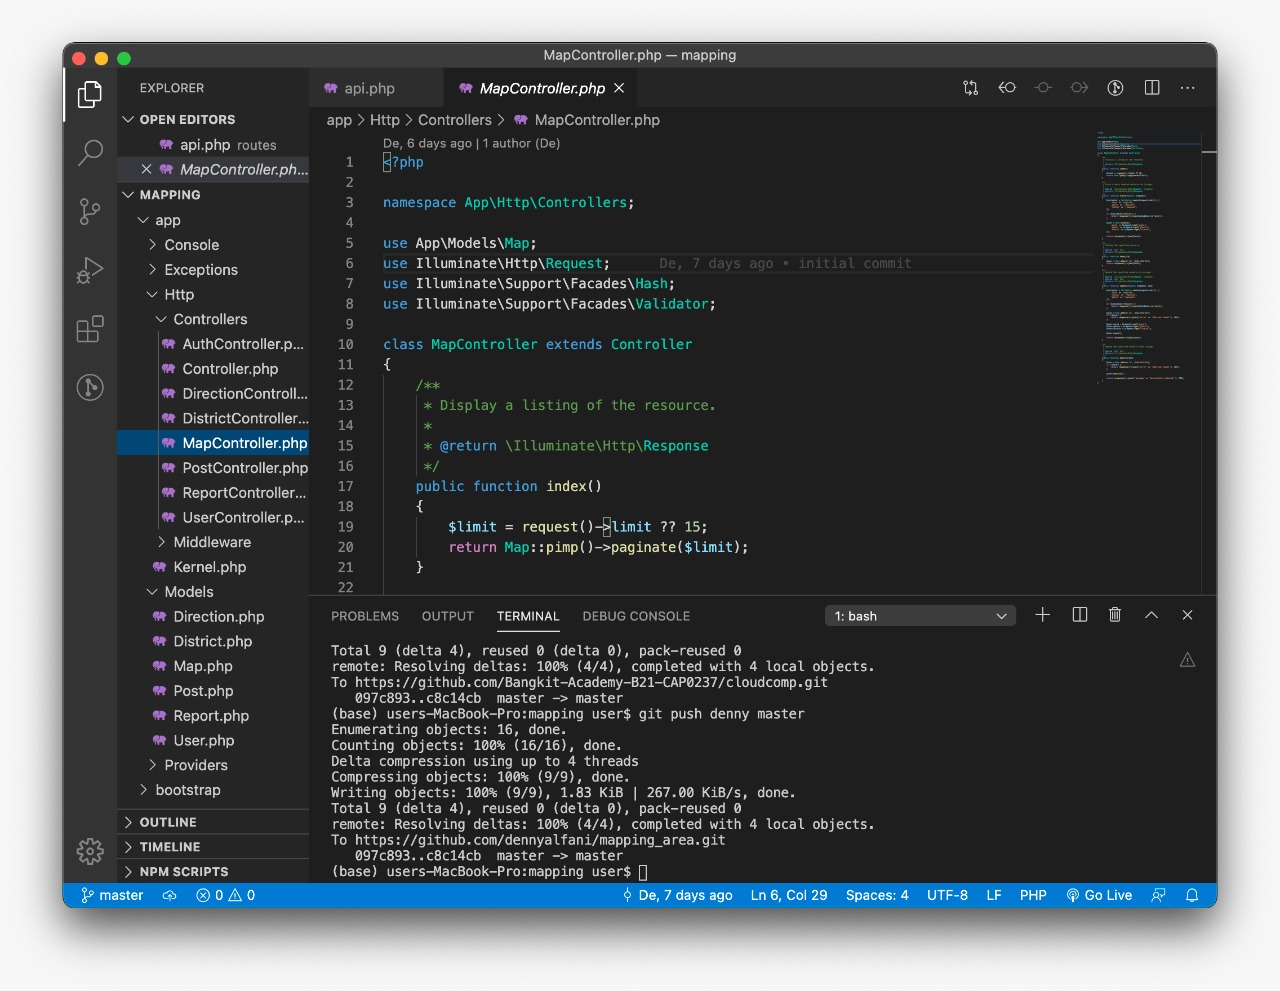 MapController.php — mapping
EXPLORER
OPEN EDITORS
api.php routes
MapController.ph...
MAPPING
app
Console
Exceptions
Http
Controllers
AuthController.p...
Controller.php
DirectionControll...
DistrictController...
MapController.php
PostController.php
ReportController...
UserController.p...
Middleware
Kernel.php
Models
Direction.php
District.php
Map.php
Post.php
Report.php
User.php
Providers
bootstrap
OUTLINE
TIMELINE
NPM SCRIPTS
api.php
MapController.php
app > Http > Controllers > MapController.php
De, 6 days ago | 1 author (De)
1 <?php
2
3 namespace App\Http\Controllers;
4
5 use App\Models\Map;
6 use Illuminate\Http\Request; De, 7 days ago • initial commit
7 use Illuminate\Support\Facades\Hash;
8 use Illuminate\Support\Facades\Validator;
9
10 class MapController extends Controller
11 {
12 /**
13 * Display a listing of the resource.
14 *
15 * @return \Illuminate\Http\Response
16 */
17 public function index()
18 {
19 $limit = request()->limit ?? 15;
20 return Map::pimp()->paginate($limit);
21 }
22
PROBLEMS OUTPUT TERMINAL DEBUG CONSOLE 1: bash
Total 9 (delta 4), reused 0 (delta 0), pack-reused 0
remote: Resolving deltas: 100% (4/4), completed with 4 local objects.
To https://github.com/Bangkit-Academy-B21-CAP0237/cloudcomp.git
097c893..c8c14cb master -> master
(base) users-MacBook-Pro:mapping user$ git push denny master
Enumerating objects: 16, done.
Counting objects: 100% (16/16), done.
Delta compression using up to 4 threads
Compressing objects: 100% (9/9), done.
Writing objects: 100% (9/9), 1.83 KiB | 267.00 KiB/s, done.
Total 9 (delta 4), reused 0 (delta 0), pack-reused 0
remote: Resolving deltas: 100% (4/4), completed with 4 local objects.
To https://github.com/dennyalfani/mapping_area.git
097c893..c8c14cb master -> master
(base) users-MacBook-Pro:mapping user$
master 0 0 De, 7 days ago Ln 6, Col 29 Spaces: 4 UTF-8 LF PHP Go Live